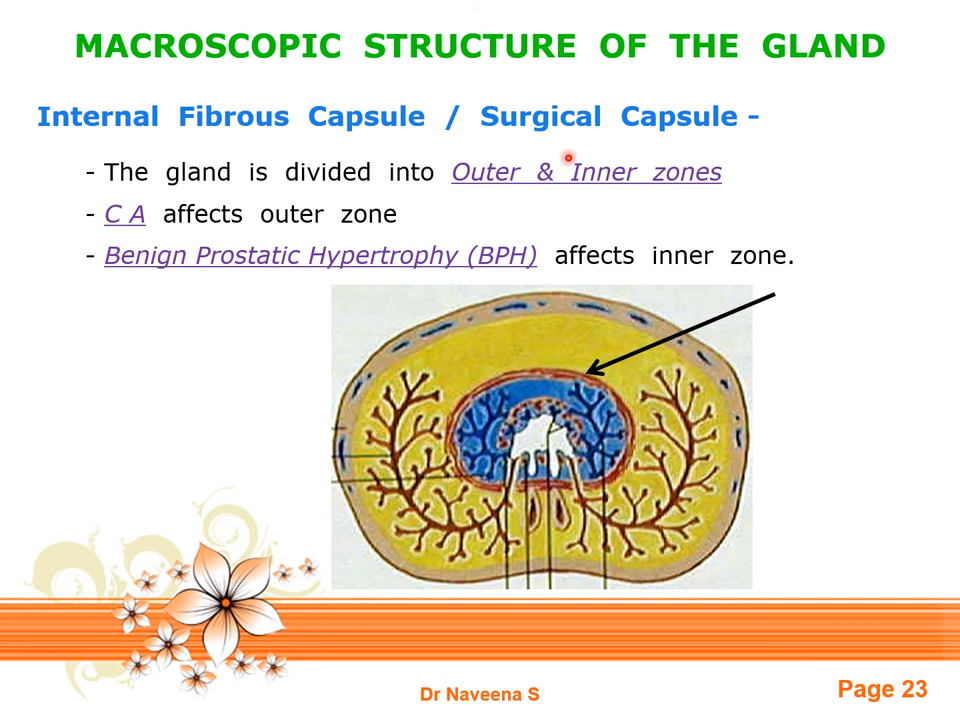 MACROSCOPIC STRUCTURE OF THE GLAND
Internal Fibrous Capsule / Surgical Capsule -
- The gland is divided into Outer & Inner zones
- C A affects outer zone
- Benign Prostatic Hypertrophy (BPH) affects inner zone.
Dr Naveena S
Page 23